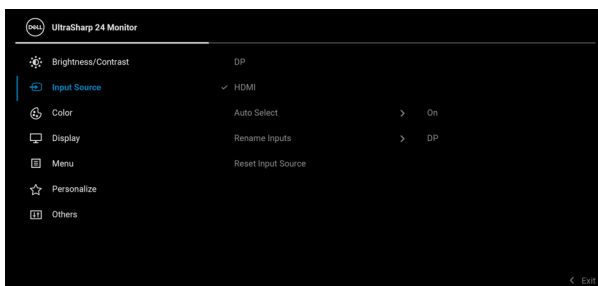 DELL UltraSharp 24 Monitor
Brightness/Contrast DP
Input Source HDMI
Color Auto Select On
Display Rename Inputs DP
Menu Reset Input Source
Personalize
Others
Exit